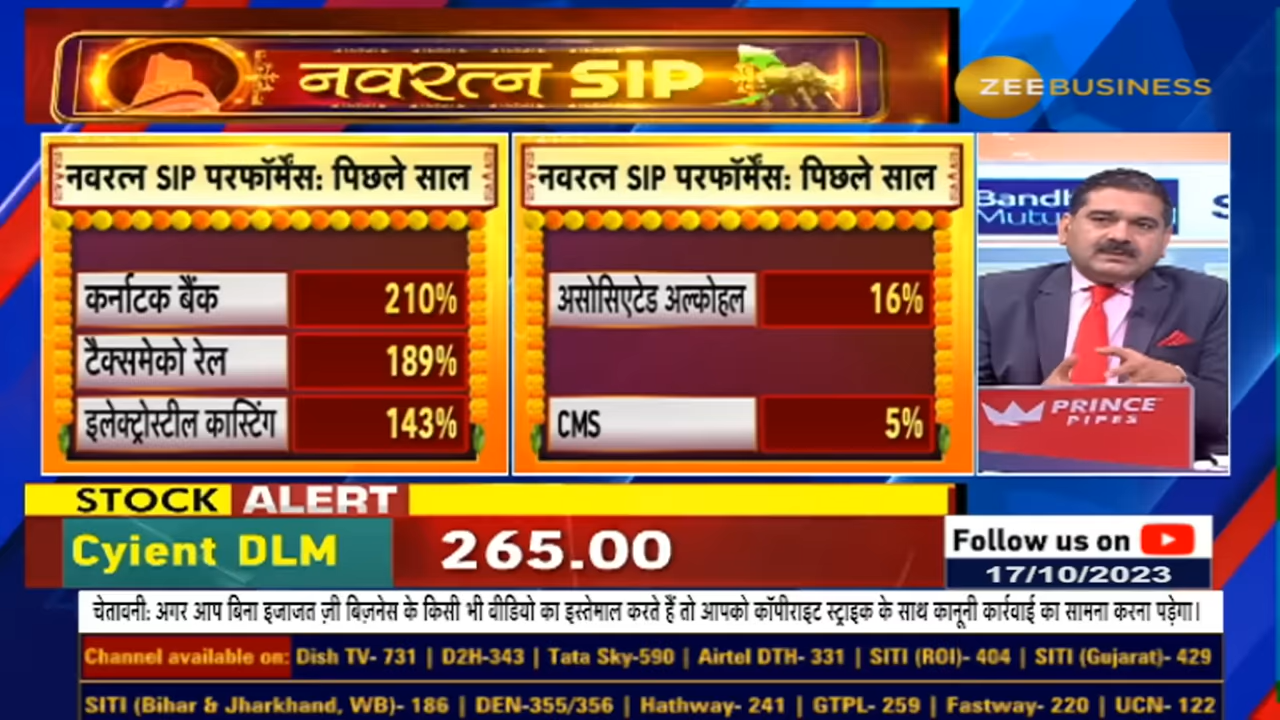 नवरत्न SIP
ZEEBUSINESS
नवरत्न SIP परफॉर्मेंस: पिछले साल
कर्नाटक बैंक 210%
टैक्समेको रेल 189%
इलेक्ट्रोस्टील कास्टिंग 143%
नवरत्न SIP परफॉर्मेंस: पिछले साल
असोसिएटेड अल्कोहल 16%
CMS 5%
PRINCE
PIPES
STOCK ALERT
Cyient DLM 265.00
Follow us on
17/10/2023
चेतावनी: अगर आप बिना इजाजत ज़ी बिज़नेस के किसी भी वीडियो का इस्तेमाल करते हैं तो आपको कॉपीराइट स्ट्राइक के साथ कानूनी कार्रवाई का सामना करना पड़ेगा।
Channel available on: Dish TV- 731 | D2H-343 | Tata Sky-590 | Airtel DTH- 331 | SITI (ROI)- 404 | SITI (Gujarat)- 429
SITI (Bihar & Jharkhand, WB)- 186 | DEN-355/356 | Hathway- 241 | GTPL- 259 | Fastway- 220 | UCN- 122